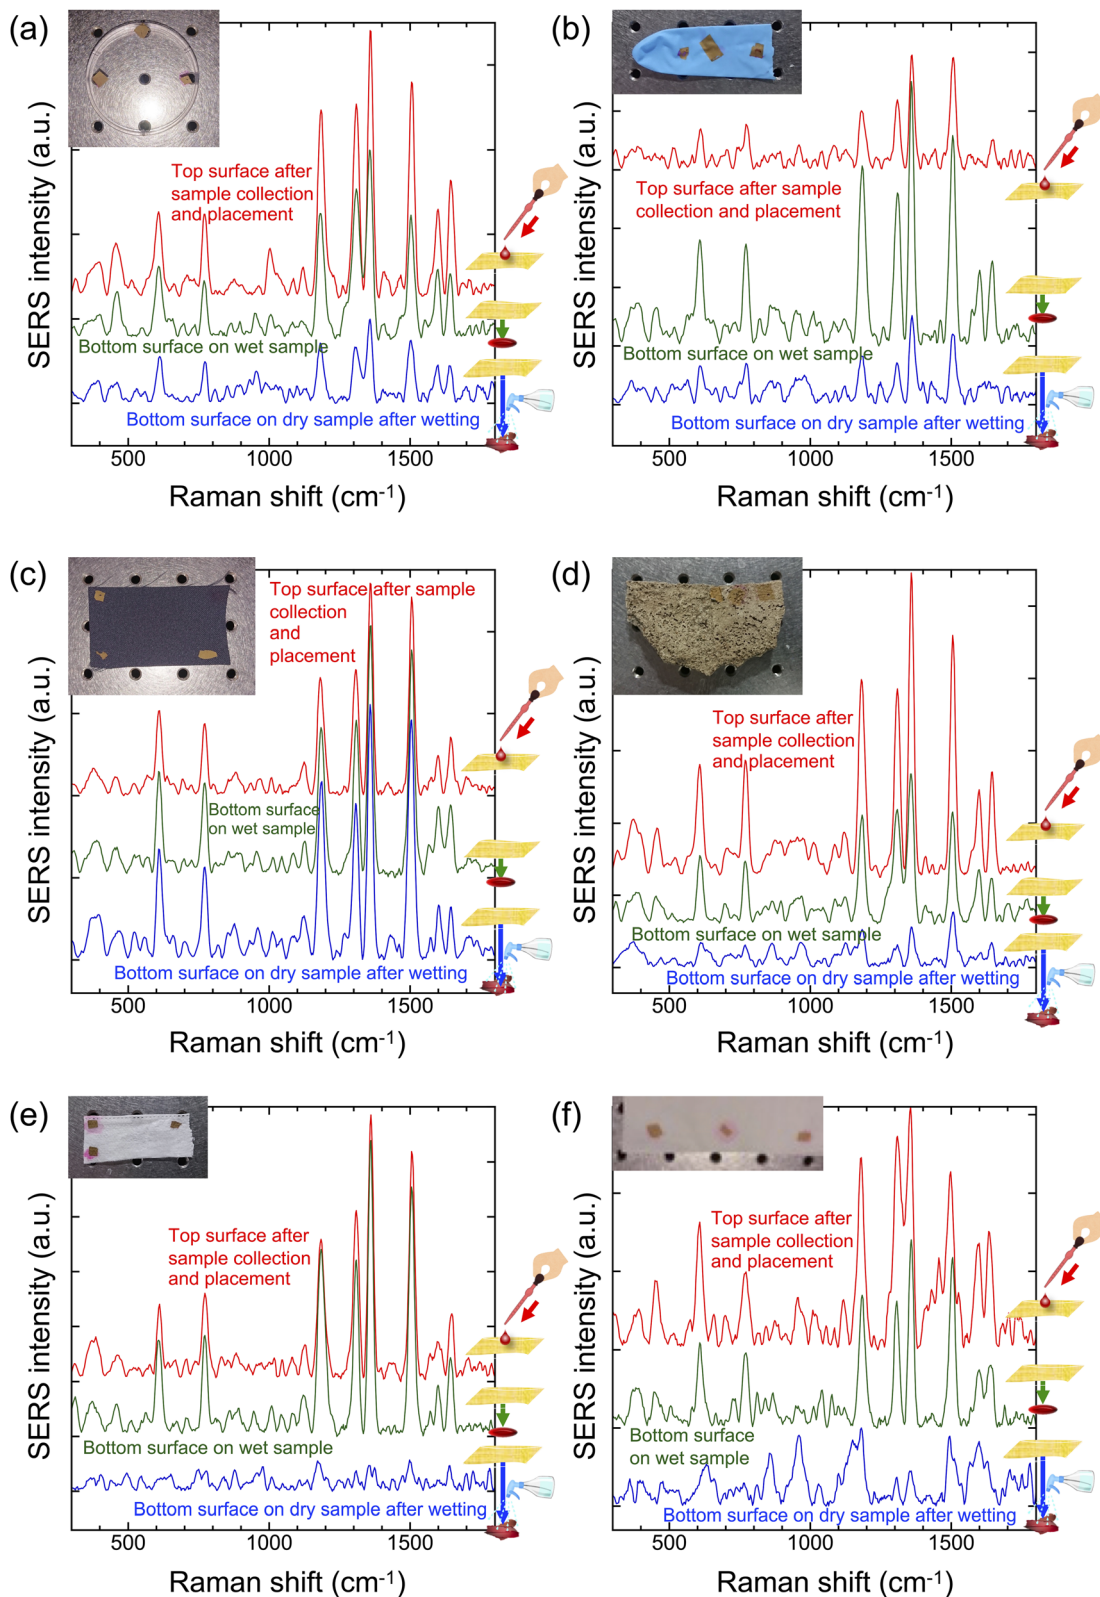 (a)
SERS intensity (a.u.)
Top surface after
sample collection
and placement
Bottom surface on wet sample
Bottom surface on dry sample after wetting
500 1000 1500
Raman shift (cm⁻¹)
(b)
SERS intensity (a.u.)
Top surface after sample
collection and placement
Bottom surface on wet sample
Bottom surface on dry sample after wetting
500 1000 1500
Raman shift (cm⁻¹)
(c)
SERS intensity (a.u.)
Top surface after sample
collection
and
placement
Bottom surface
on wet sample
Bottom surface on dry sample after wetting
500 1000 1500
Raman shift (cm⁻¹)
(d)
SERS intensity (a.u.)
Top surface after
sample collection
and placement
Bottom surface on wet sample
Bottom surface on dry sample after wetting
500 1000 1500
Raman shift (cm⁻¹)
(e)
SERS intensity (a.u.)
Top surface after
sample collection
and placement
Bottom surface on wet sample
Bottom surface on dry sample after wetting
500 1000 1500
Raman shift (cm⁻¹)
(f)
SERS intensity (a.u.)
Top surface after
sample collection
and placement
Bottom surface
on wet sample
Bottom surface on dry sample after wetting
500 1000 1500
Raman shift (cm⁻¹)